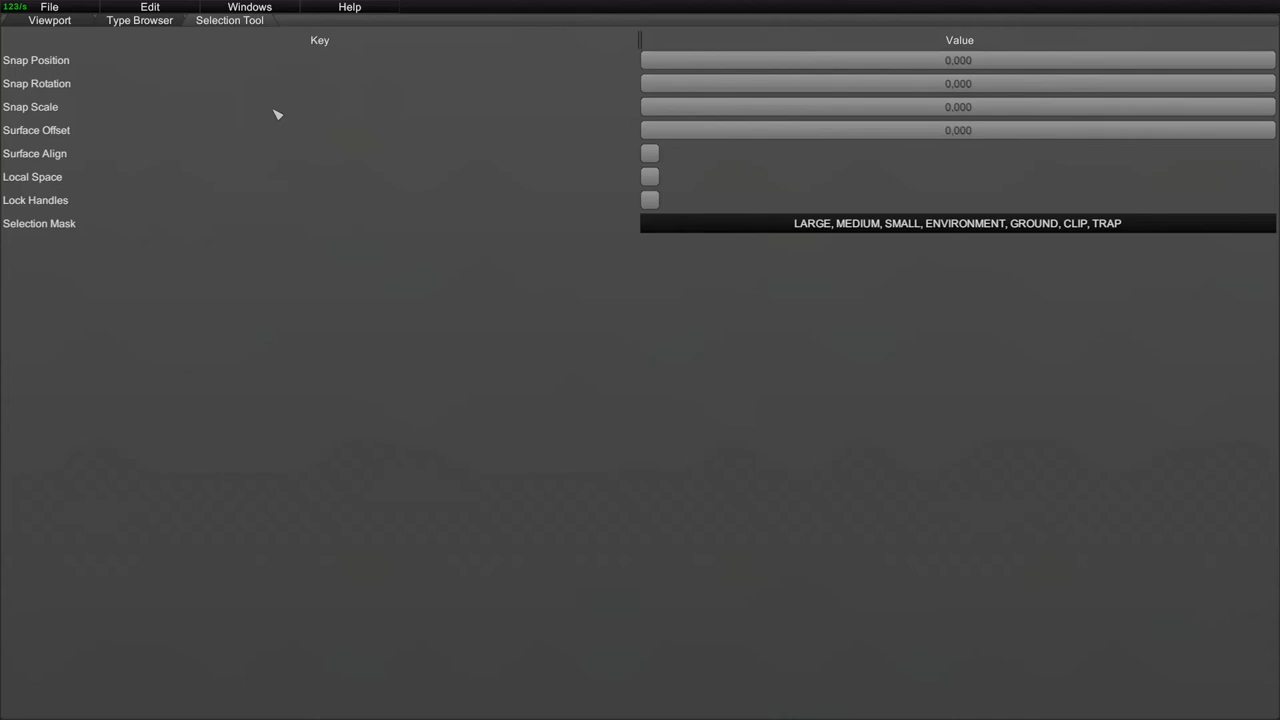 123/s File Edit Windows Help
Viewport Type Browser Selection Tool
Key Value
Snap Position 0,000
Snap Rotation 0,000
Snap Scale 0,000
Surface Offset 0,000
Surface Align
Local Space
Lock Handles
Selection Mask LARGE, MEDIUM, SMALL, ENVIRONMENT, GROUND, CLIP, TRAP